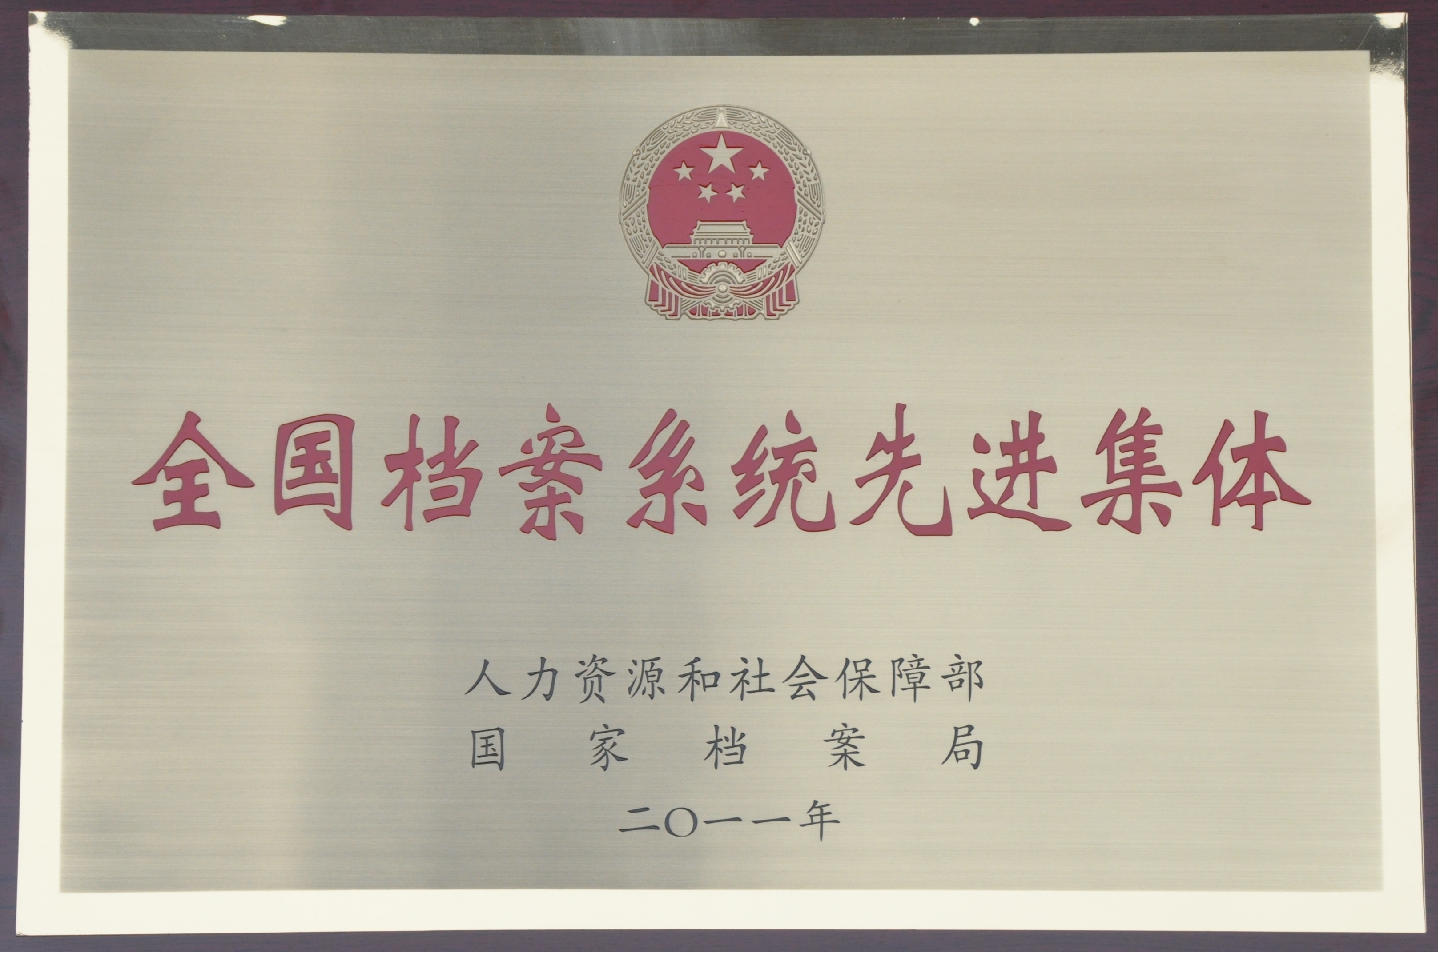 全国档案系统先进集体
人力资源和社会保障部
国家档案局
二〇一一年